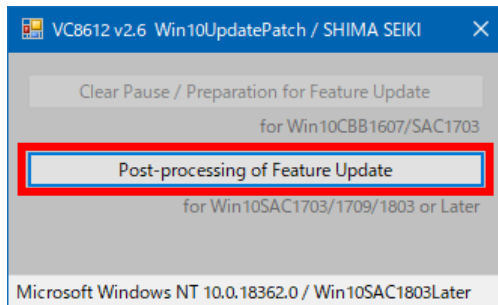 VC8612 v2.6 Win10UpdatePatch / SHIMA SEIKI
Clear Pause / Preparation for Feature Update
for Win10CBB1607/SAC1703
Post-processing of Feature Update
for Win10SAC1703/1709/1803 or Later
Microsoft Windows NT 10.0.18362.0 / Win10SAC1803Later